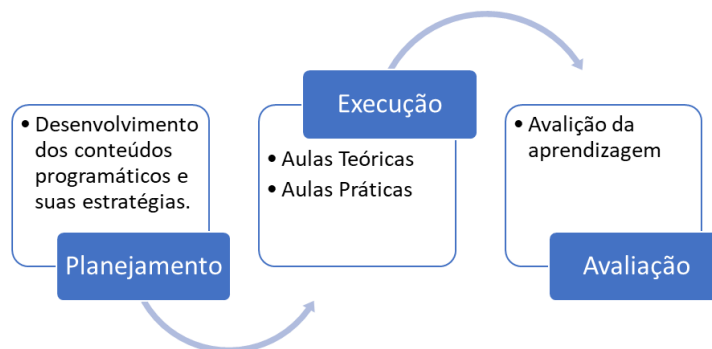 • Desenvolvimento
dos conteúdos
programáticos e
suas estratégias.
Planejamento
Execução
• Aulas Teóricas
• Aulas Práticas
• Avalição da
aprendizagem
Avaliação